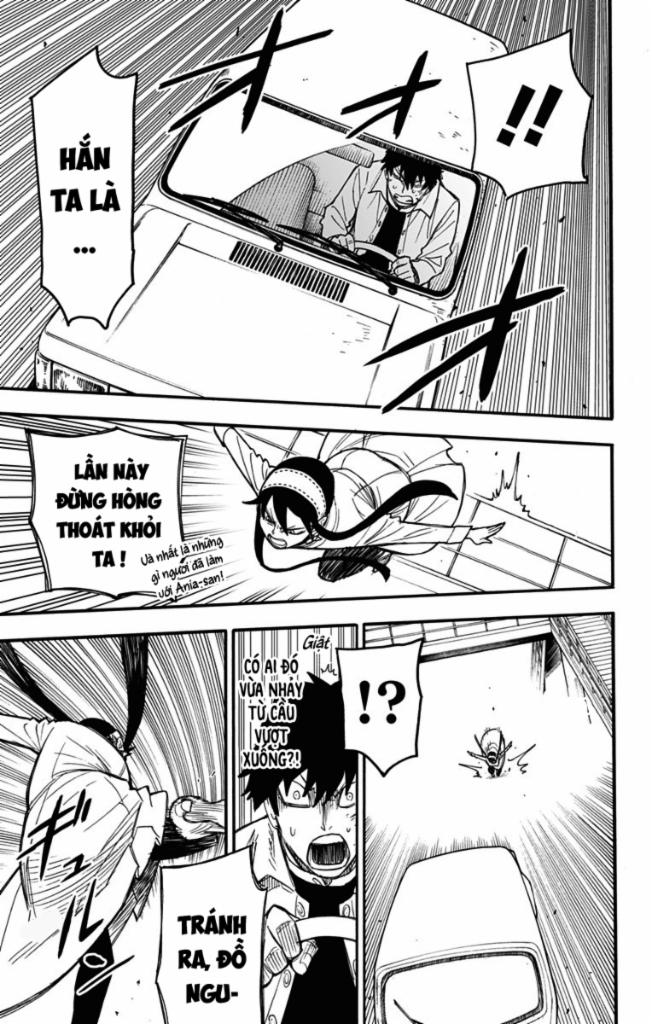 !!
HẮN
TA LÀ
...
LẦN NÀY
ĐỪNG HÒNG
THOÁT KHỎI
TA !
Và nhất là những
gì ngươi đã làm
với Ania-san!
!?
Giật
CÓ AI ĐÓ
VỪA NHẢY
TỪ CẦU
VƯỢT
XUỐNG?!
TRÁNH
RA, ĐỒ
NGU-